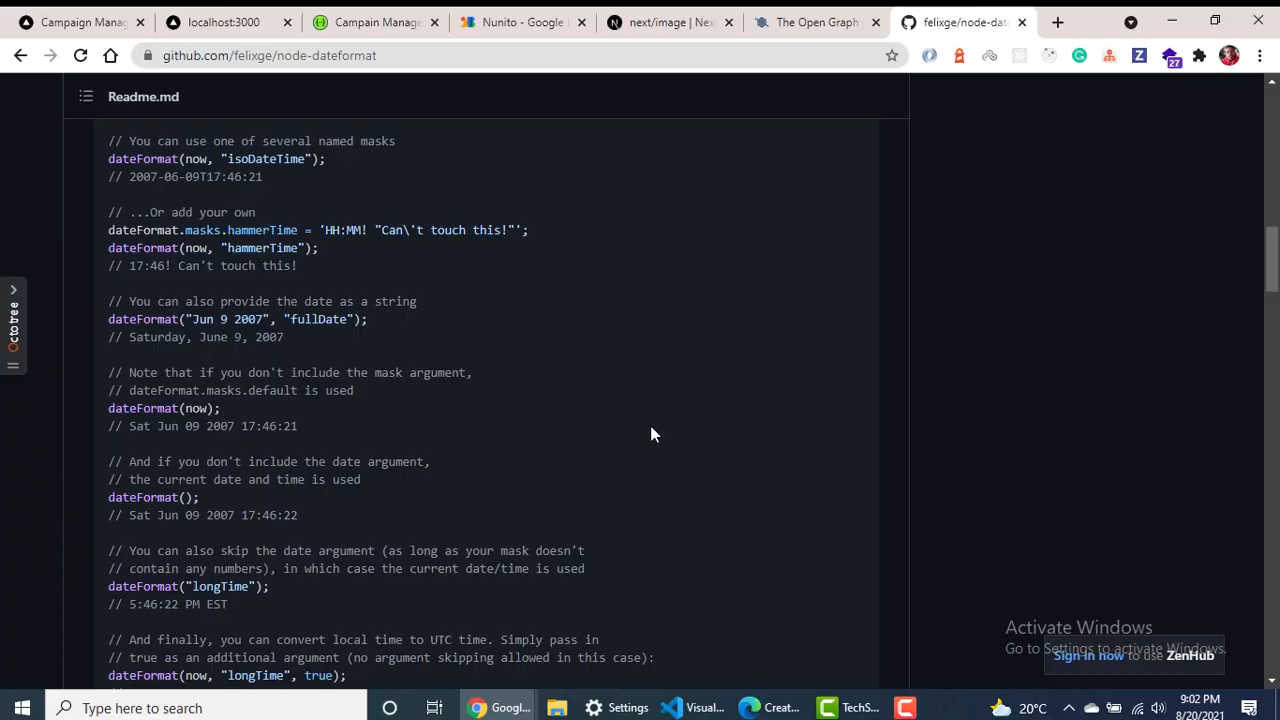 Campaign Manag
localhost:3000
Campain Manage
Nunito - Google
next/image | Nex
The Open Graph
felixge/node-dat
github.com/felixge/node-dateformat
27
Readme.md
// You can use one of several named masks
dateFormat(now, "isoDateTime");
// 2007-06-09T17:46:21
// ...Or add your own
dateFormat.masks.hammerTime = 'HH:MM! "Can\'t touch this!"';
dateFormat(now, "hammerTime");
// 17:46! Can't touch this!
// You can also provide the date as a string
dateFormat("Jun 9 2007", "fullDate");
// Saturday, June 9, 2007
// Note that if you don't include the mask argument,
// dateFormat.masks.default is used
dateFormat(now);
// Sat Jun 09 2007 17:46:21
// And if you don't include the date argument,
// the current date and time is used
dateFormat();
// Sat Jun 09 2007 17:46:22
// You can also skip the date argument (as long as your mask doesn't
// contain any numbers), in which case the current date/time is used
dateFormat("longTime");
// 5:46:22 PM EST
// And finally, you can convert local time to UTC time. Simply pass in
// true as an additional argument (no argument skipping allowed in this case):
dateFormat(now, "longTime", true);
Octotree
Activate Windows
Go to Settings to activate Windows.
Sign in now to use ZenHub
Type here to search
Googl...
Settings
Visual...
Creat...
TechS...
20°C
9:02 PM
8/20/2021